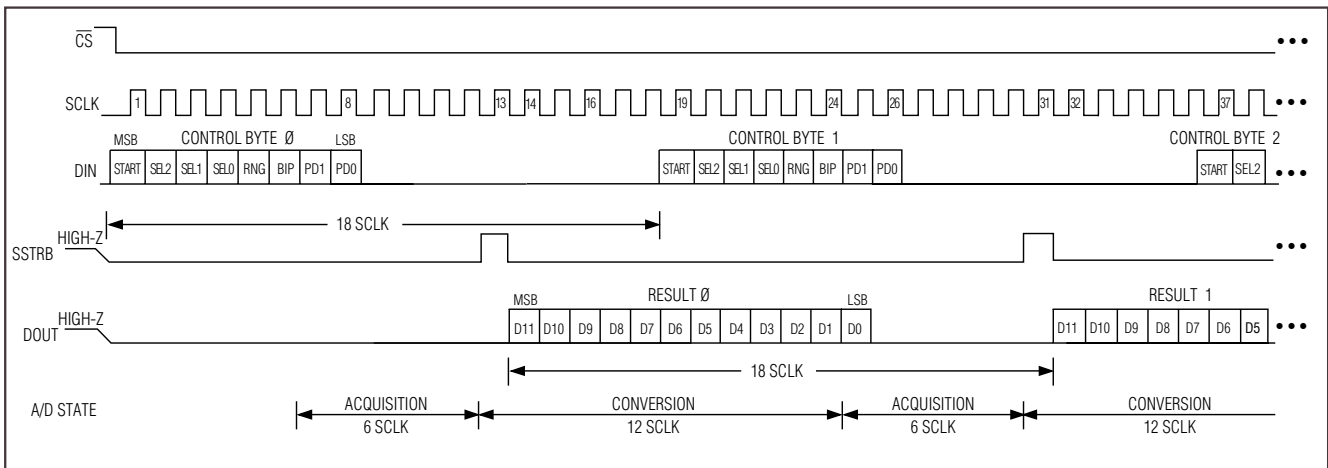 CS
SCLK 1 8 13 14 16 19 24 26 31 32 37
MSB CONTROL BYTE Ø LSB CONTROL BYTE 1 CONTROL BYTE 2
DIN START SEL2 SEL1 SEL0 RNG BIP PD1 PD0 START SEL2 SEL1 SEL0 RNG BIP PD1 PD0 START SEL2
18 SCLK
HIGH-Z
SSTRB
MSB RESULT Ø LSB RESULT 1
HIGH-Z
DOUT D11 D10 D9 D8 D7 D6 D5 D4 D3 D2 D1 D0 D11 D10 D9 D8 D7 D6 D5
18 SCLK
A/D STATE ACQUISITION CONVERSION ACQUISITION CONVERSION
6 SCLK 12 SCLK 6 SCLK 12 SCLK